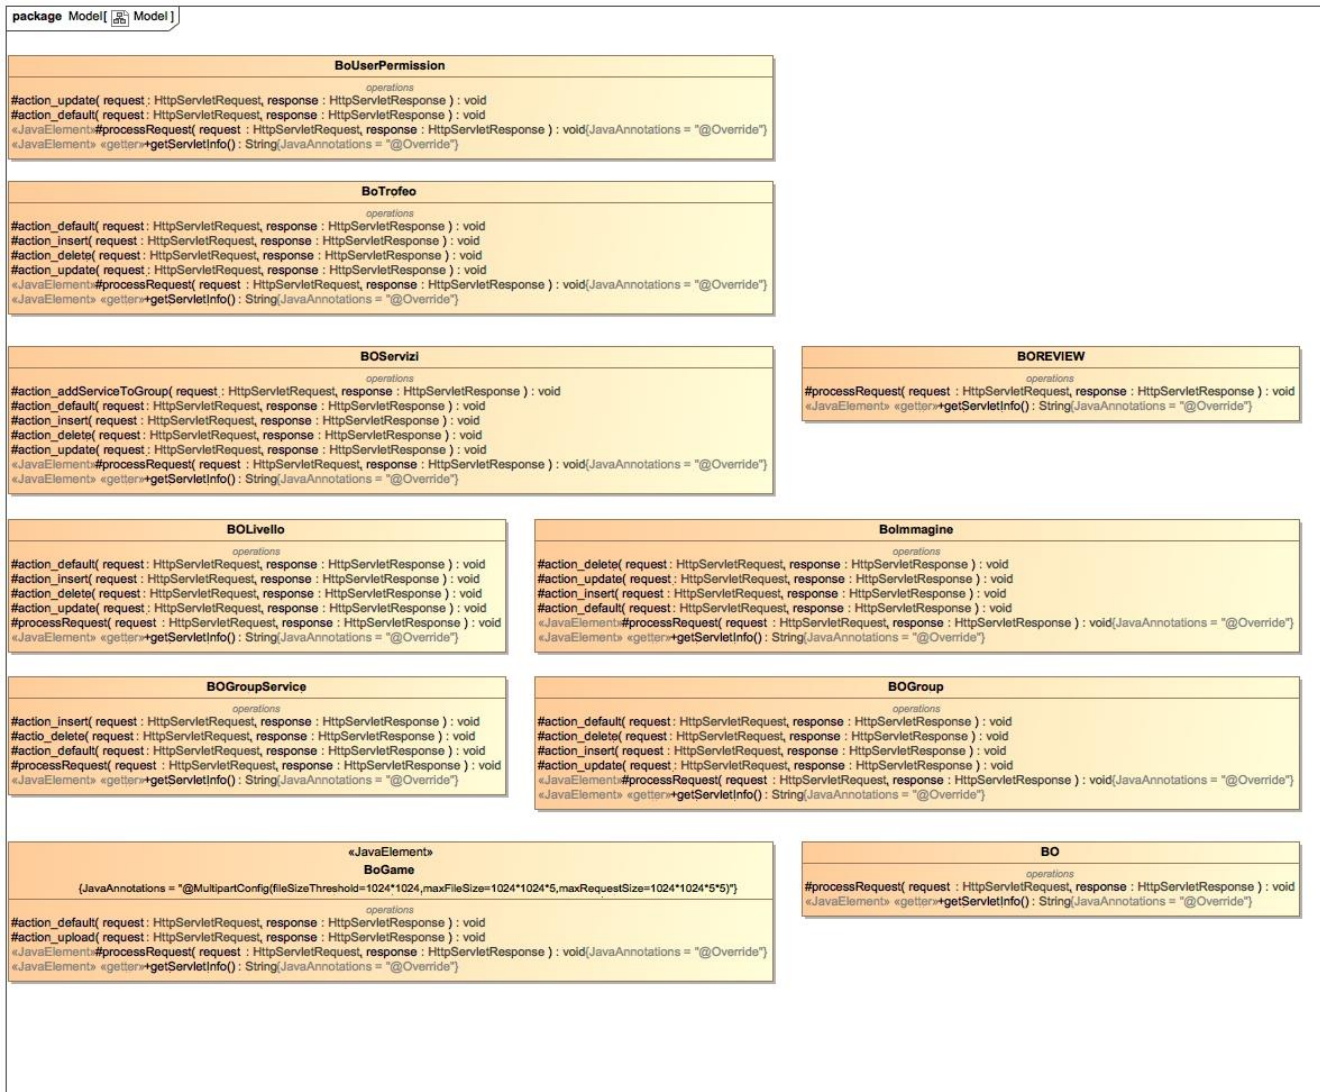 package Model[ Model ]
BoUserPermission
operations
#action_update( request : HttpServletRequest, response : HttpServletResponse ) : void
#action_default( request : HttpServletRequest, response : HttpServletResponse ) : void
«JavaElement»#processRequest( request : HttpServletRequest, response : HttpServletResponse ) : void{JavaAnnotations = "@Override"}
«JavaElement» «getter»+getServletInfo() : String{JavaAnnotations = "@Override"}
BoTrofeo
operations
#action_default( request : HttpServletRequest, response : HttpServletResponse ) : void
#action_insert( request : HttpServletRequest, response : HttpServletResponse ) : void
#action_delete( request : HttpServletRequest, response : HttpServletResponse ) : void
#action_update( request : HttpServletRequest, response : HttpServletResponse ) : void
«JavaElement»#processRequest( request : HttpServletRequest, response : HttpServletResponse ) : void{JavaAnnotations = "@Override"}
«JavaElement» «getter»+getServletInfo() : String{JavaAnnotations = "@Override"}
BOServizi
operations
#action_addServiceToGroup( request : HttpServletRequest, response : HttpServletResponse ) : void
#action_default( request : HttpServletRequest, response : HttpServletResponse ) : void
#action_insert( request : HttpServletRequest, response : HttpServletResponse ) : void
#action_delete( request : HttpServletRequest, response : HttpServletResponse ) : void
#action_update( request : HttpServletRequest, response : HttpServletResponse ) : void
«JavaElement»#processRequest( request : HttpServletRequest, response : HttpServletResponse ) : void{JavaAnnotations = "@Override"}
«JavaElement» «getter»+getServletInfo() : String{JavaAnnotations = "@Override"}
BOREVIEW
operations
#processRequest( request : HttpServletRequest, response : HttpServletResponse ) : void
«JavaElement» «getter»+getServletInfo() : String{JavaAnnotations = "@Override"}
BOLivello
operations
#action_default( request : HttpServletRequest, response : HttpServletResponse ) : void
#action_insert( request : HttpServletRequest, response : HttpServletResponse ) : void
#action_delete( request : HttpServletRequest, response : HttpServletResponse ) : void
#action_update( request : HttpServletRequest, response : HttpServletResponse ) : void
#processRequest( request : HttpServletRequest, response : HttpServletResponse ) : void
«JavaElement» «getter»+getServletInfo() : String{JavaAnnotations = "@Override"}
BoImmagine
operations
#action_delete( request : HttpServletRequest, response : HttpServletResponse ) : void
#action_update( request : HttpServletRequest, response : HttpServletResponse ) : void
#action_insert( request : HttpServletRequest, response : HttpServletResponse ) : void
#action_default( request : HttpServletRequest, response : HttpServletResponse ) : void
«JavaElement»#processRequest( request : HttpServletRequest, response : HttpServletResponse ) : void{JavaAnnotations = "@Override"}
«JavaElement» «getter»+getServletInfo() : String{JavaAnnotations = "@Override"}
BOGroupService
operations
#action_insert( request : HttpServletRequest, response : HttpServletResponse ) : void
#actio_delete( request : HttpServletRequest, response : HttpServletResponse ) : void
#action_default( request : HttpServletRequest, response : HttpServletResponse ) : void
#processRequest( request : HttpServletRequest, response : HttpServletResponse ) : void
«JavaElement» «getter»+getServletInfo() : String{JavaAnnotations = "@Override"}
BOGroup
operations
#action_default( request : HttpServletRequest, response : HttpServletResponse ) : void
#action_delete( request : HttpServletRequest, response : HttpServletResponse ) : void
#action_insert( request : HttpServletRequest, response : HttpServletResponse ) : void
#action_update( request : HttpServletRequest, response : HttpServletResponse ) : void
«JavaElement»#processRequest( request : HttpServletRequest, response : HttpServletResponse ) : void{JavaAnnotations = "@Override"}
«JavaElement» «getter»+getServletInfo() : String{JavaAnnotations = "@Override"}
«JavaElement»
BoGame
{JavaAnnotations = "@MultipartConfig(fileSizeThreshold=1024*1024,maxFileSize=1024*1024*5,maxRequestSize=1024*1024*5*5)"}
operations
#action_default( request : HttpServletRequest, response : HttpServletResponse ) : void
#action_upload( request : HttpServletRequest, response : HttpServletResponse ) : void
«JavaElement»#processRequest( request : HttpServletRequest, response : HttpServletResponse ) : void{JavaAnnotations = "@Override"}
«JavaElement» «getter»+getServletInfo() : String{JavaAnnotations = "@Override"}
BO
operations
#processRequest( request : HttpServletRequest, response : HttpServletResponse ) : void
«JavaElement» «getter»+getServletInfo() : String{JavaAnnotations = "@Override"}